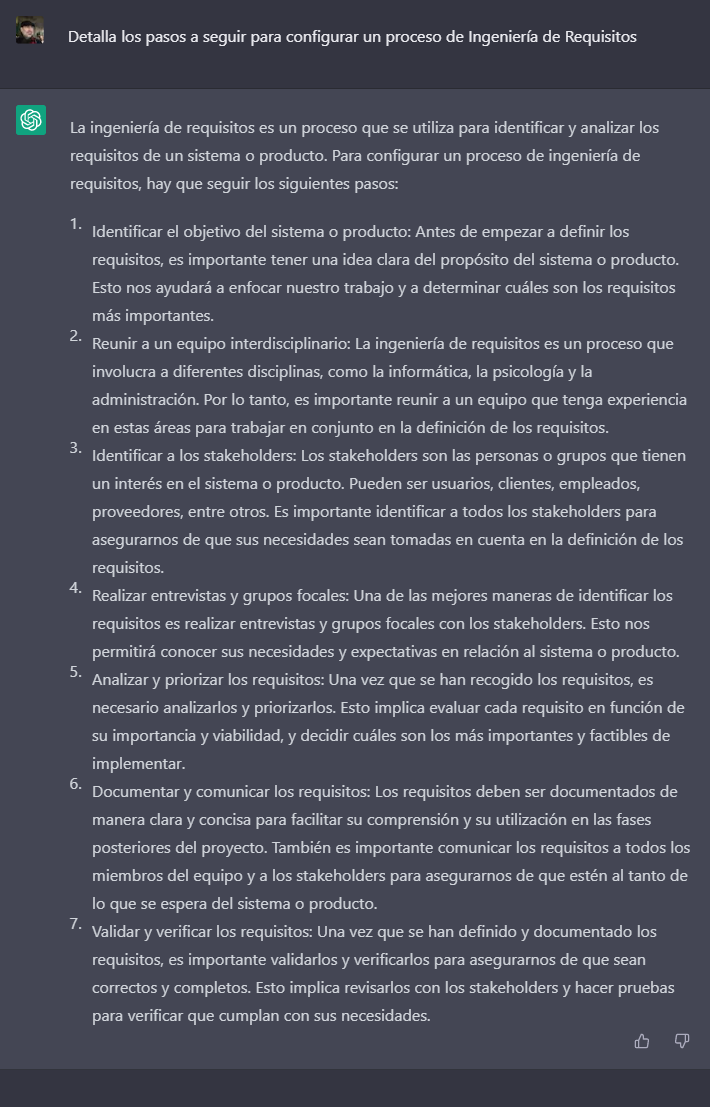 Detalla los pasos a seguir para configurar un proceso de Ingeniería de Requisitos
La ingeniería de requisitos es un proceso que se utiliza para identificar y analizar los
requisitos de un sistema o producto. Para configurar un proceso de ingeniería de
requisitos, hay que seguir los siguientes pasos:
1. Identificar el objetivo del sistema o producto: Antes de empezar a definir los
requisitos, es importante tener una idea clara del propósito del sistema o producto.
Esto nos ayudará a enfocar nuestro trabajo y a determinar cuáles son los requisitos
más importantes.
2. Reunir a un equipo interdisciplinario: La ingeniería de requisitos es un proceso que
involucra a diferentes disciplinas, como la informática, la psicología y la
administración. Por lo tanto, es importante reunir a un equipo que tenga experiencia
en estas áreas para trabajar en conjunto en la definición de los requisitos.
3. Identificar a los stakeholders: Los stakeholders son las personas o grupos que tienen
un interés en el sistema o producto. Pueden ser usuarios, clientes, empleados,
proveedores, entre otros. Es importante identificar a todos los stakeholders para
asegurarnos de que sus necesidades sean tomadas en cuenta en la definición de los
requisitos.
4. Realizar entrevistas y grupos focales: Una de las mejores maneras de identificar los
requisitos es realizar entrevistas y grupos focales con los stakeholders. Esto nos
permitirá conocer sus necesidades y expectativas en relación al sistema o producto.
5. Analizar y priorizar los requisitos: Una vez que se han recogido los requisitos, es
necesario analizarlos y priorizarlos. Esto implica evaluar cada requisito en función de
su importancia y viabilidad, y decidir cuáles son los más importantes y factibles de
implementar.
6. Documentar y comunicar los requisitos: Los requisitos deben ser documentados de
manera clara y concisa para facilitar su comprensión y su utilización en las fases
posteriores del proyecto. También es importante comunicar los requisitos a todos los
miembros del equipo y a los stakeholders para asegurarnos de que estén al tanto de
lo que se espera del sistema o producto.
7. Validar y verificar los requisitos: Una vez que se han definido y documentado los
requisitos, es importante validarlos y verificarlos para asegurarnos de que sean
correctos y completos. Esto implica revisarlos con los stakeholders y hacer pruebas
para verificar que cumplan con sus necesidades.